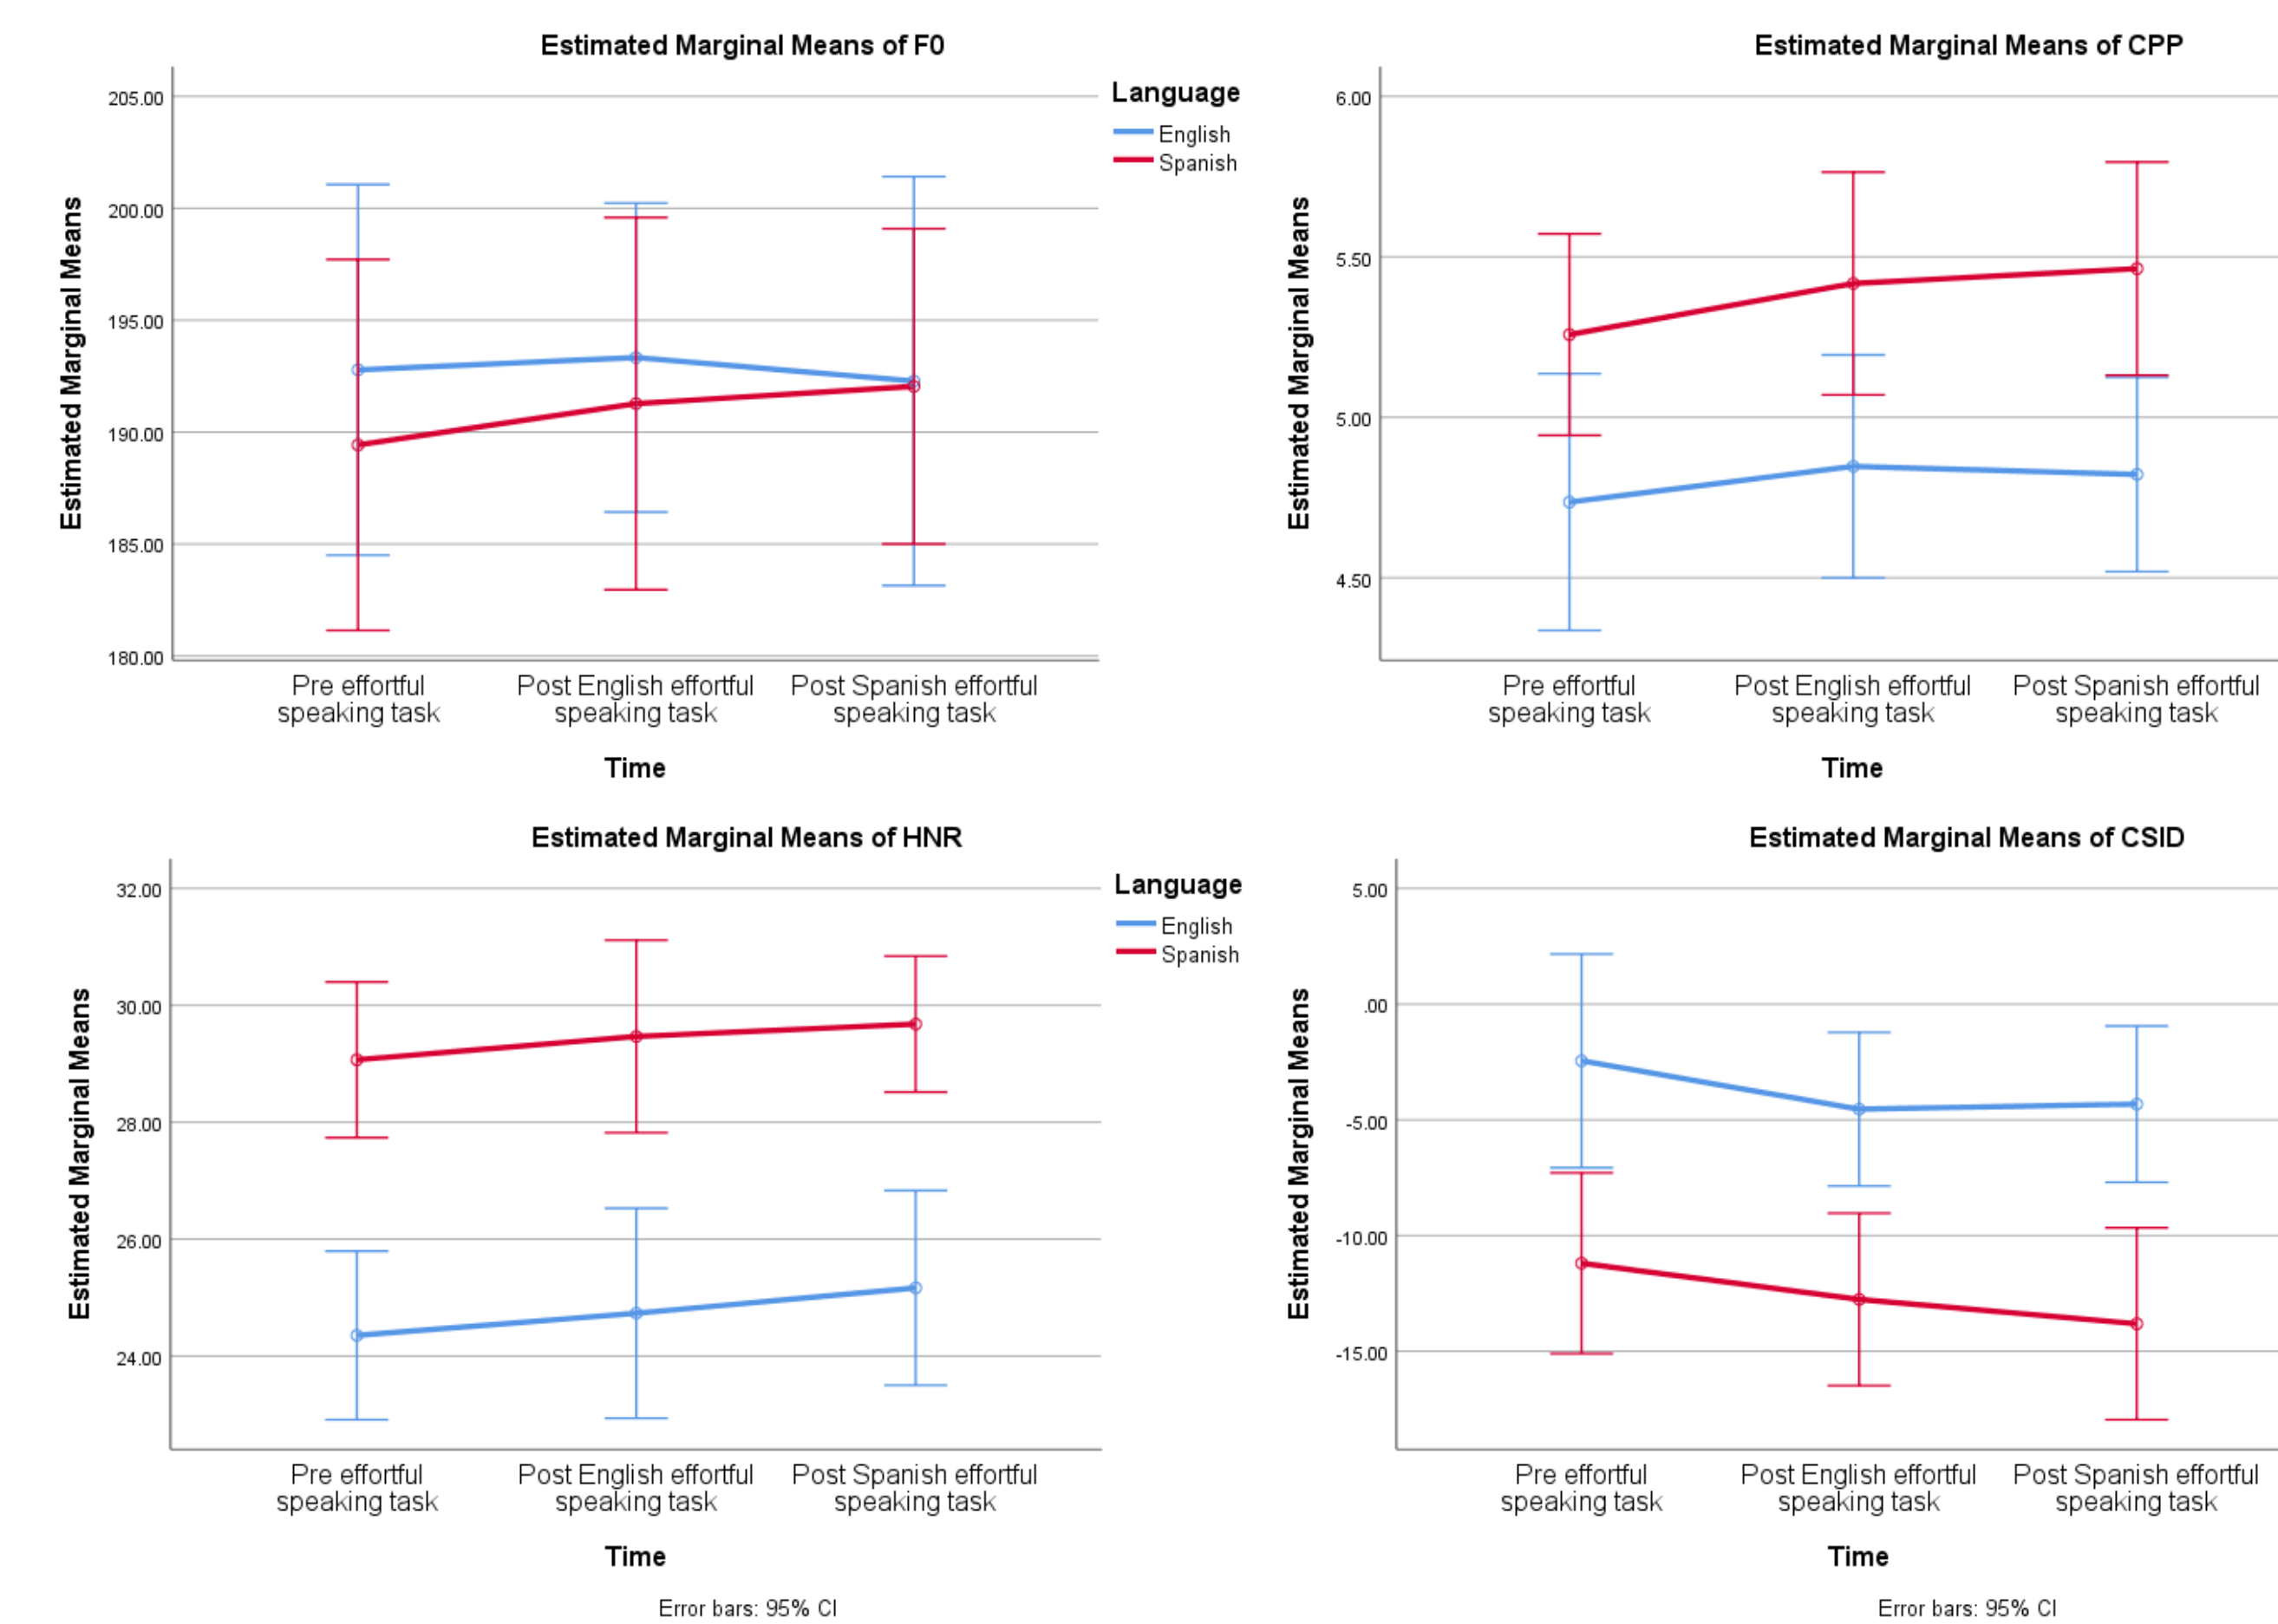 Estimated Marginal Means of F0
Estimated Marginal Means
205.00
200.00
195.00
190.00
185.00
180.00
Language
English
Spanish
Pre effortful
speaking task
Post English effortful
speaking task
Post Spanish effortful
speaking task
Time
Estimated Marginal Means of CPP
Estimated Marginal Means
6.00
5.50
5.00
4.50
Pre effortful
speaking task
Post English effortful
speaking task
Post Spanish effortful
speaking task
Time
Estimated Marginal Means of HNR
Estimated Marginal Means
32.00
30.00
28.00
26.00
24.00
Language
English
Spanish
Pre effortful
speaking task
Post English effortful
speaking task
Post Spanish effortful
speaking task
Time
Error bars: 95% CI
Estimated Marginal Means of CSID
Estimated Marginal Means
5.00
.00
-5.00
-10.00
-15.00
Pre effortful
speaking task
Post English effortful
speaking task
Post Spanish effortful
speaking task
Time
Error bars: 95% CI